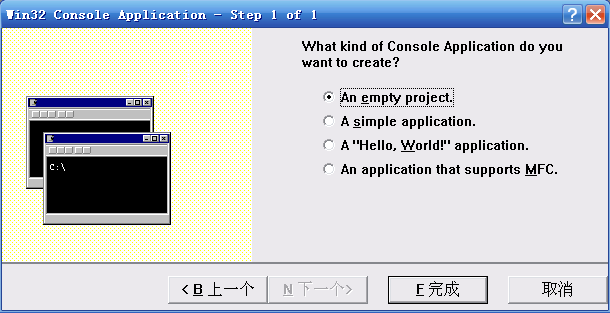 Win32 Console Application - Step 1 of 1
What kind of Console Application do you
want to create?
An empty project.
A simple application.
A "Hello, World!" application.
An application that supports MFC.
C:\
< B 上一个
N 下一个>
F 完成
取消